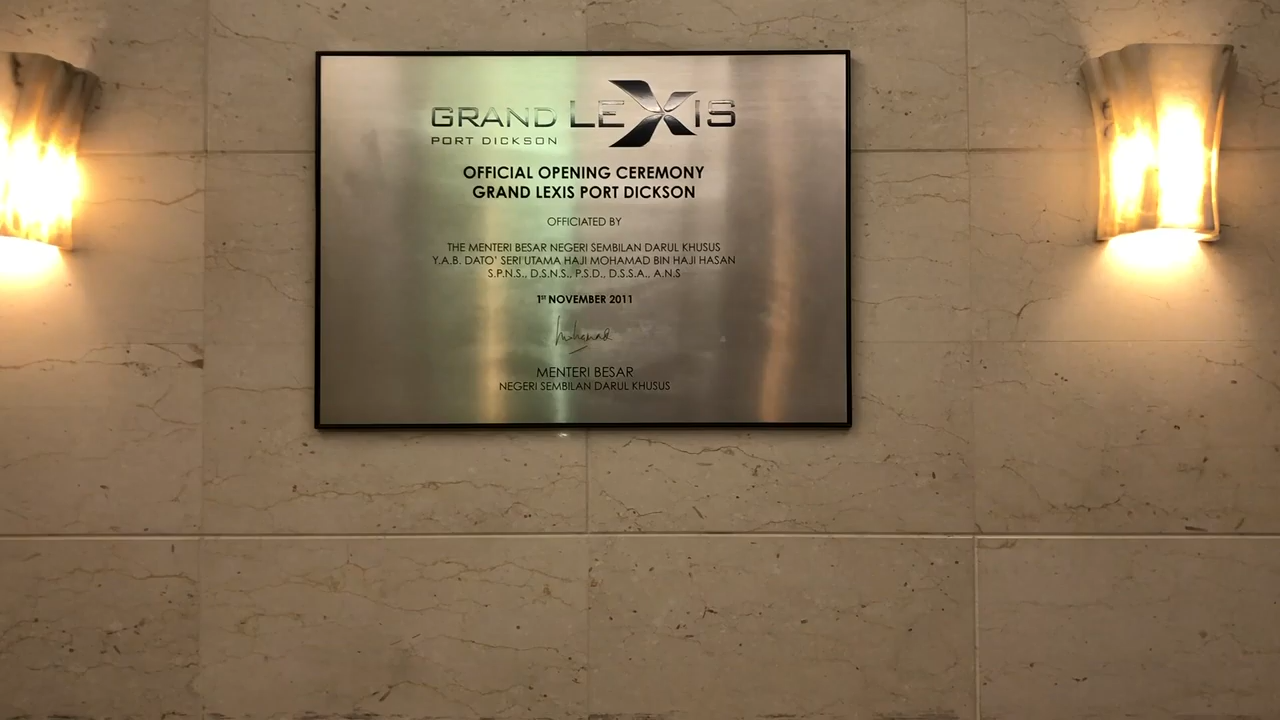 GRAND LEXIS
PORT DICKSON
OFFICIAL OPENING CEREMONY
GRAND LEXIS PORT DICKSON
OFFICIATED BY
THE MENTERI BESAR NEGERI SEMBILAN DARUL KHUSUS
Y.A.B. DATO' SERI UTAMA HAJI MOHAMAD BIN HAJI HASAN
S.P.N.S., D.S.N.S., P.S.D., D.S.S.A., A.N.S
1st NOVEMBER 2011
MENTERI BESAR
NEGERI SEMBILAN DARUL KHUSUS